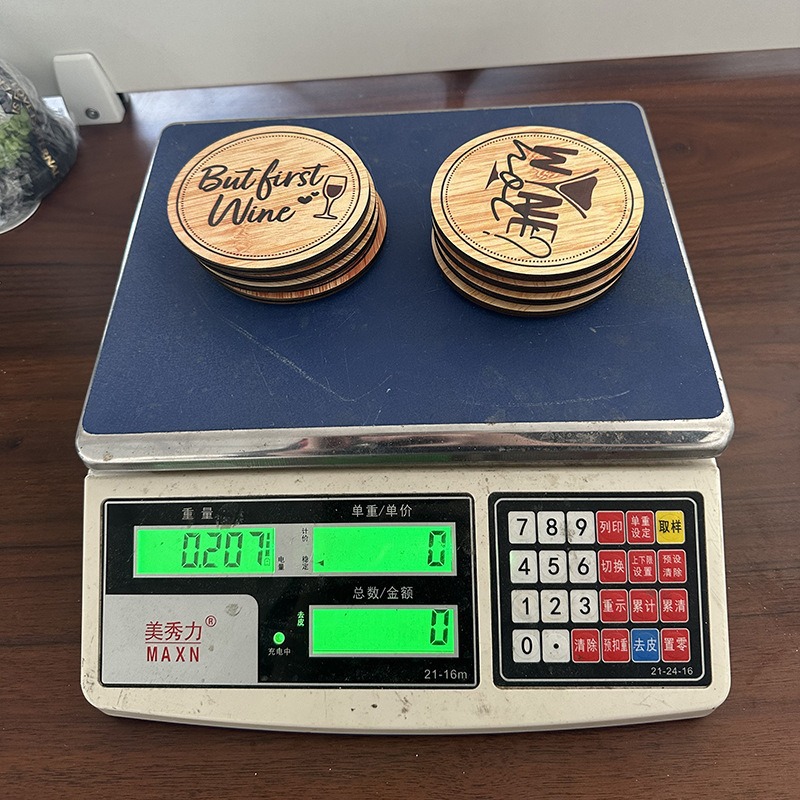 But first
Wine
WINE
not
重量
单重/单价
0.207
计价
电量
稳定
0
总数/金额
去皮
0
美秀力®
MAXN
充电中
21-16m
7 8 9 列印 单重设定 取样
4 5 6 切换 上下限设置 预设清除
1 2 3 重示 累计 累清
0 . 清除 预扣重 去皮 置零
21-24-16